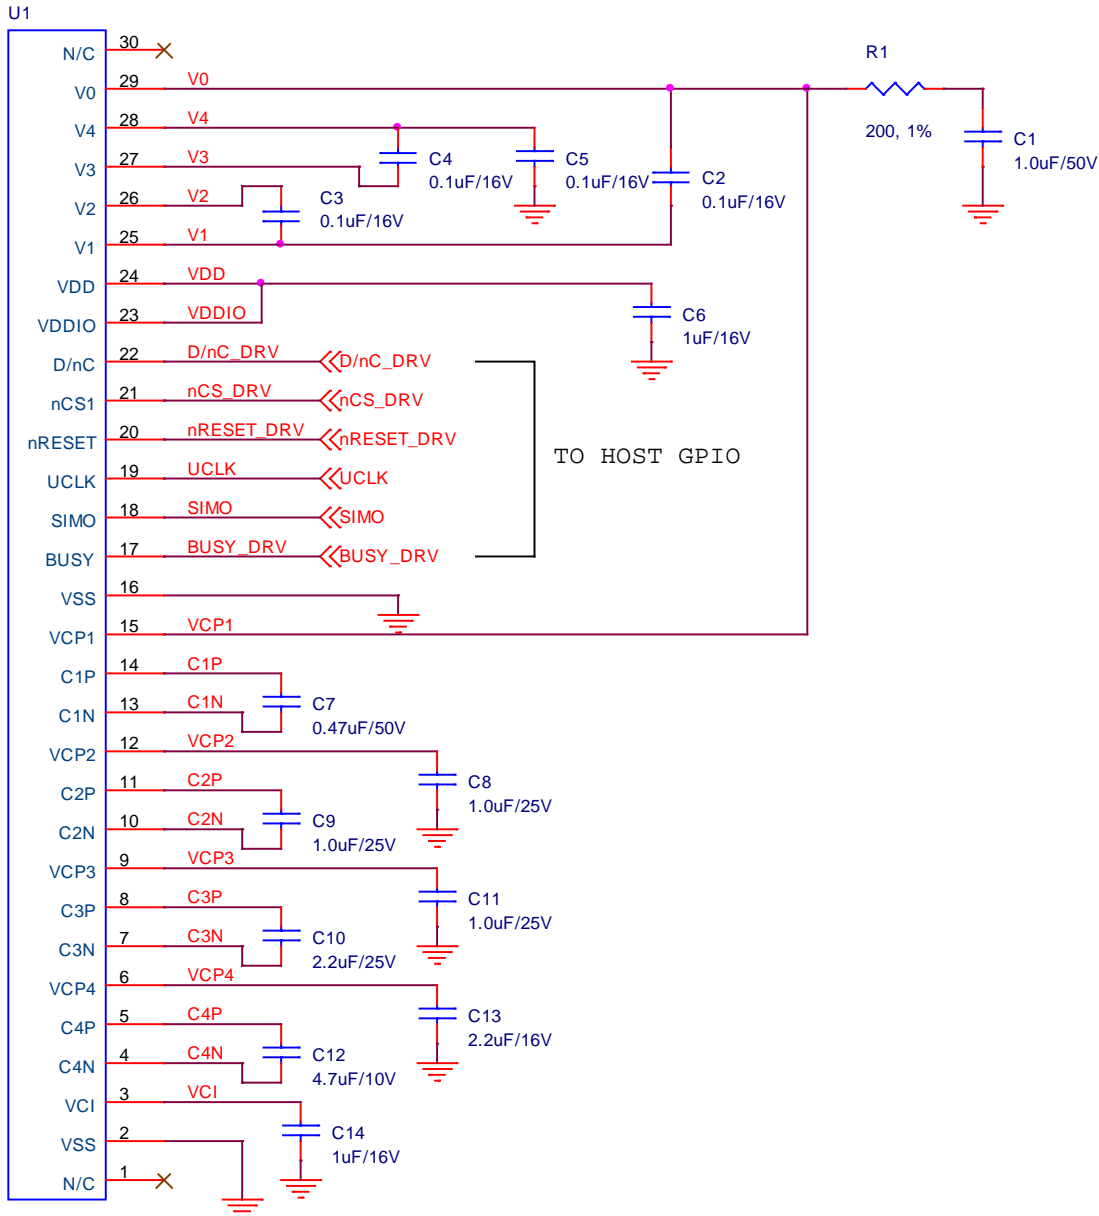 U1
N/C 30
V0 29 V0
R1
200, 1%
C1
1.0uF/50V
V4 28 V4
V3 27 V3
C4
0.1uF/16V
C5
0.1uF/16V
C2
0.1uF/16V
V2 26 V2
C3
0.1uF/16V
V1 25 V1
VDD 24 VDD
VDDIO 23 VDDIO
C6
1uF/16V
D/nC 22 D/nC_DRV D/nC_DRV
nCS1 21 nCS_DRV nCS_DRV
nRESET 20 nRESET_DRV nRESET_DRV
TO HOST GPIO
UCLK 19 UCLK UCLK
SIMO 18 SIMO SIMO
BUSY 17 BUSY_DRV BUSY_DRV
VSS 16
VCP1 15 VCP1
C1P 14 C1P
C1N 13 C1N
C7
0.47uF/50V
VCP2 12 VCP2
C8
1.0uF/25V
C2P 11 C2P
C2N 10 C2N
C9
1.0uF/25V
VCP3 9 VCP3
C11
1.0uF/25V
C3P 8 C3P
C3N 7 C3N
C10
2.2uF/25V
VCP4 6 VCP4
C13
2.2uF/16V
C4P 5 C4P
C4N 4 C4N
C12
4.7uF/10V
VCI 3 VCI
C14
1uF/16V
VSS 2
N/C 1